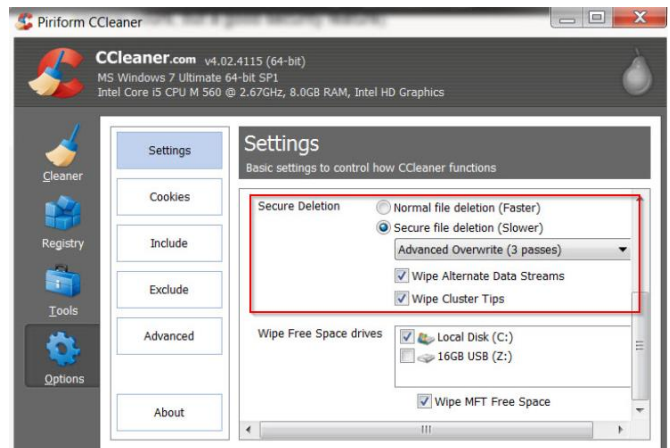 Piriform CCleaner
CCleaner.com v4.02.4115 (64-bit)
MS Windows 7 Ultimate 64-bit SP1
Intel Core i5 CPU M 560 @ 2.67GHz, 8.0GB RAM, Intel HD Graphics
Cleaner
Registry
Tools
Options
Settings
Cookies
Include
Exclude
Advanced
About
Settings
Basic settings to control how CCleaner functions
Secure Deletion
Normal file deletion (Faster)
Secure file deletion (Slower)
Advanced Overwrite (3 passes)
Wipe Alternate Data Streams
Wipe Cluster Tips
Wipe Free Space drives
Local Disk (C:)
16GB USB (Z:)
Wipe MFT Free Space